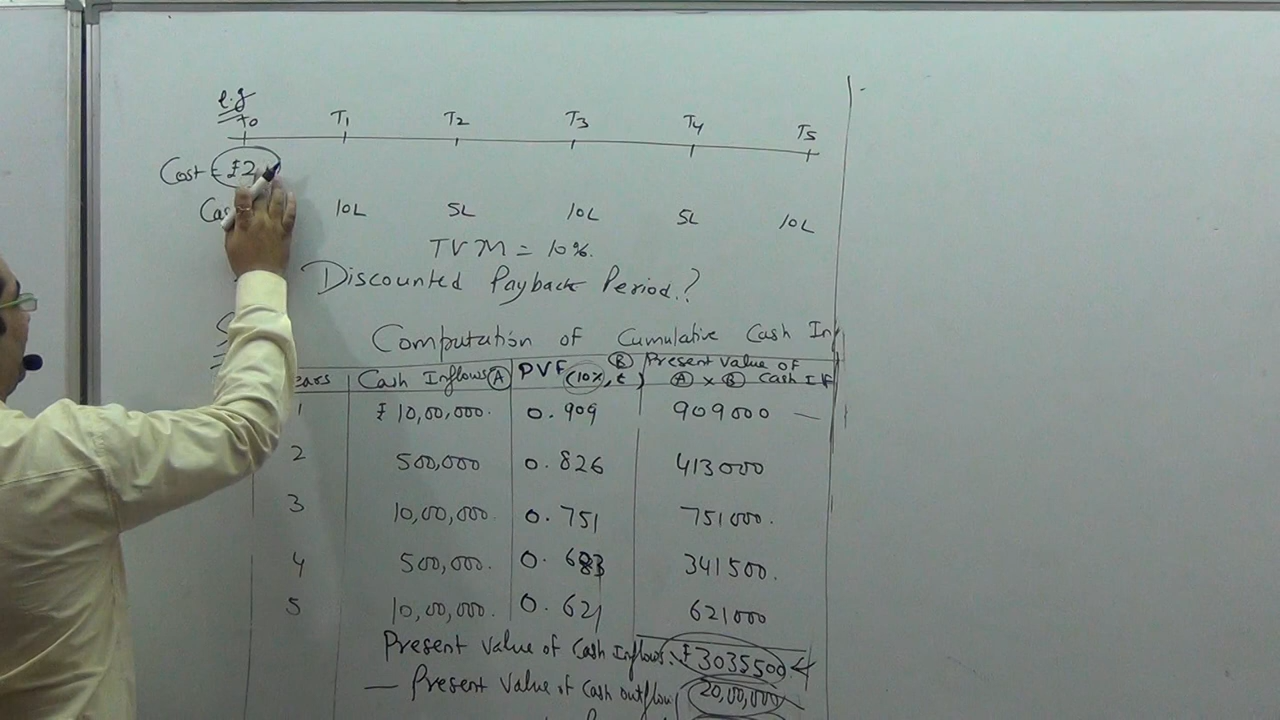 e.g
T0 T1 T2 T3 T4 T5
Cost = ₹2
Cas 10L 5L 10L 5L 10L
TVM = 10%.
Discounted Payback Period.?
Computation of Cumulative Cash In
ears Cash Inflows (A) PVF (10%, t) (B) Present Value of
(A) x (B) Cash If
1 ₹ 10,00,000. 0.909 909000 —
2 500,000 0.826 413000
3 10,00,000. 0.751 751000.
4 500,000. 0.683 341500.
5 10,00,000. 0.621 621000
Present Value of Cash Inflows. ₹ 3035500
— Present Value of Cash outflow 20,00,000